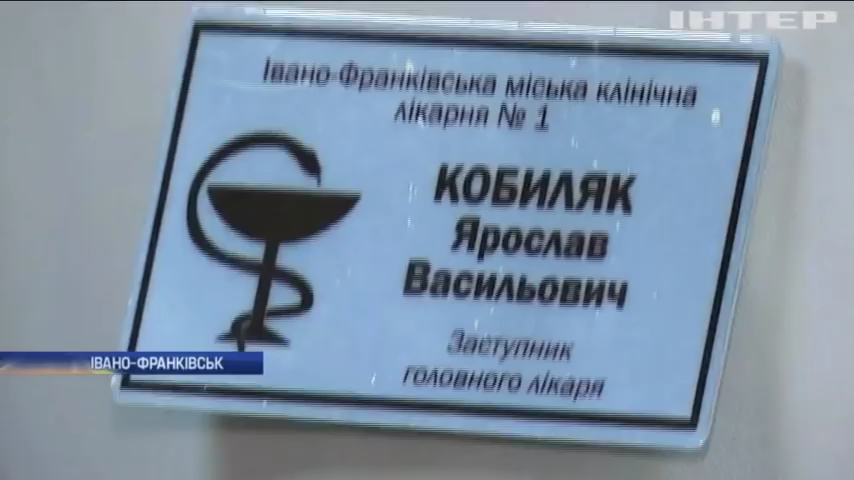 ІНТЕР
Івано-Франківська міська клінічна
лікарня № 1
КОБИЛЯК
Ярослав
Васильович
Заступник
головного лікаря
ІВАНО-ФРАНКІВСЬК